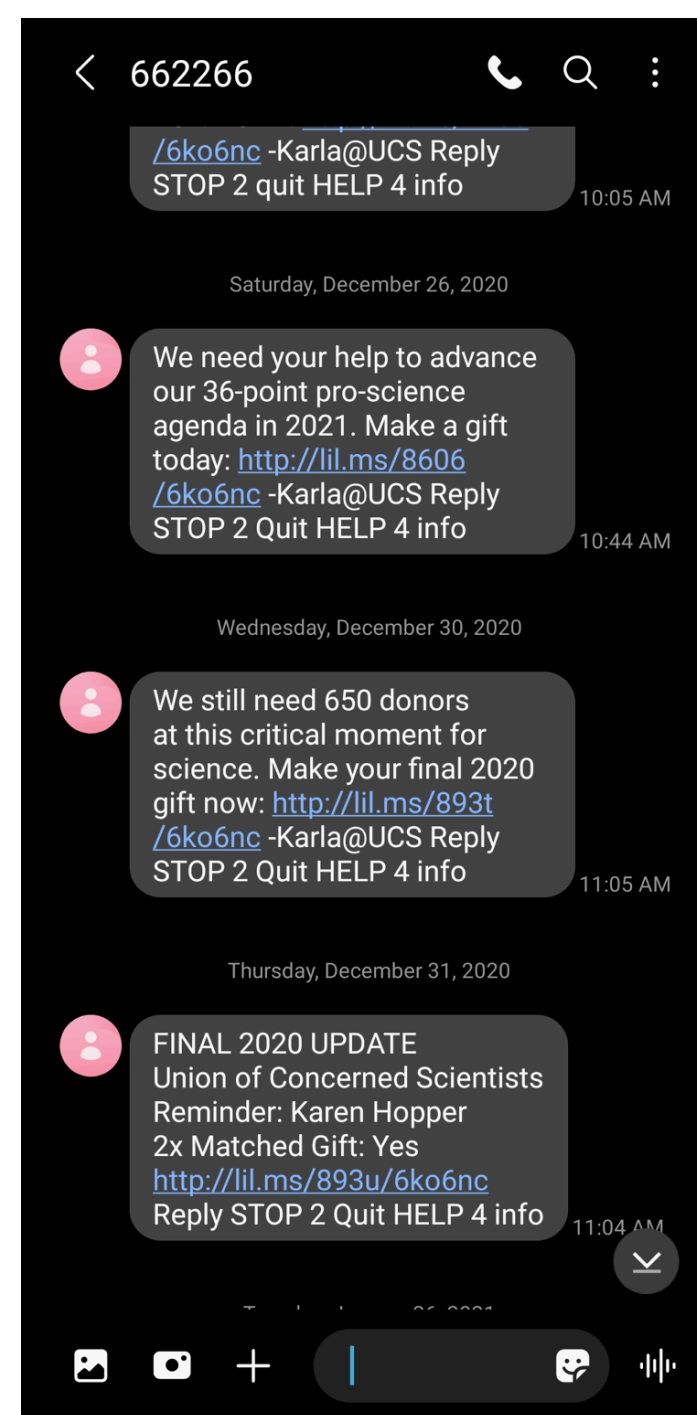 662266
/6ko6nc -Karla@UCS Reply
STOP 2 quit HELP 4 info
10:05 AM
Saturday, December 26, 2020
We need your help to advance
our 36-point pro-science
agenda in 2021. Make a gift
today: http://lil.ms/8606
/6ko6nc -Karla@UCS Reply
STOP 2 Quit HELP 4 info
10:44 AM
Wednesday, December 30, 2020
We still need 650 donors
at this critical moment for
science. Make your final 2020
gift now: http://lil.ms/893t
/6ko6nc -Karla@UCS Reply
STOP 2 Quit HELP 4 info
11:05 AM
Thursday, December 31, 2020
FINAL 2020 UPDATE
Union of Concerned Scientists
Reminder: Karen Hopper
2x Matched Gift: Yes
http://lil.ms/893u/6ko6nc
Reply STOP 2 Quit HELP 4 info
11:04 AM